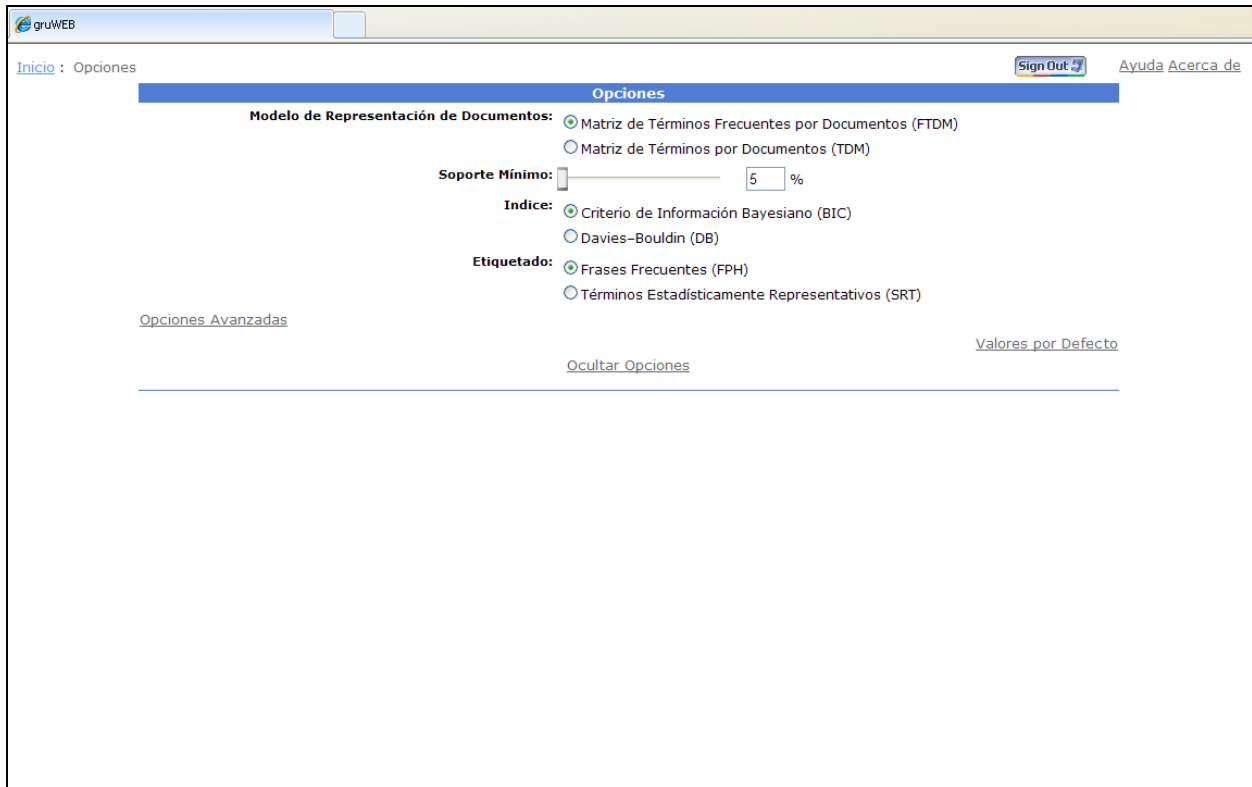 gruWEB
Inicio : Opciones
Sign Out
Ayuda Acerca de
Opciones
Modelo de Representación de Documentos:
Matriz de Términos Frecuentes por Documentos (FTDM)
Matriz de Términos por Documentos (TDM)
Soporte Mínimo:
5 %
Indice:
Criterio de Información Bayesiano (BIC)
Davies–Bouldin (DB)
Etiquetado:
Frases Frecuentes (FPH)
Términos Estadísticamente Representativos (SRT)
Opciones Avanzadas
Valores por Defecto
Ocultar Opciones